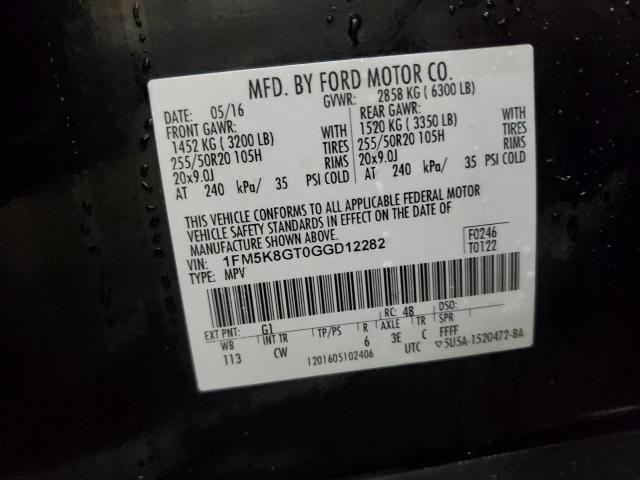 MFD. BY FORD MOTOR CO.
DATE: 05/16 GVWR: 2858 KG ( 6300 LB)
FRONT GAWR: REAR GAWR:
1452 KG ( 3200 LB) WITH 1520 KG ( 3350 LB) WITH
255/50R20 105H TIRES 255/50R20 105H TIRES
20x9.0J RIMS 20x9.0J RIMS
AT 240 kPa/ 35 PSI COLD AT 240 kPa/ 35 PSI COLD
THIS VEHICLE CONFORMS TO ALL APPLICABLE FEDERAL MOTOR
VEHICLE SAFETY STANDARDS IN EFFECT ON THE DATE OF
MANUFACTURE SHOWN ABOVE.
VIN: 1FM5K8GT0GGD12282 F0246
TYPE: MPV T0122
EXT PNT: G1 RC: 48 DSO:
WB INT TR TP/PS R AXLE TR SPR
113 CW 6 3E C FFFF
1201605102406 UTC ▽5U5A-1520472-BA